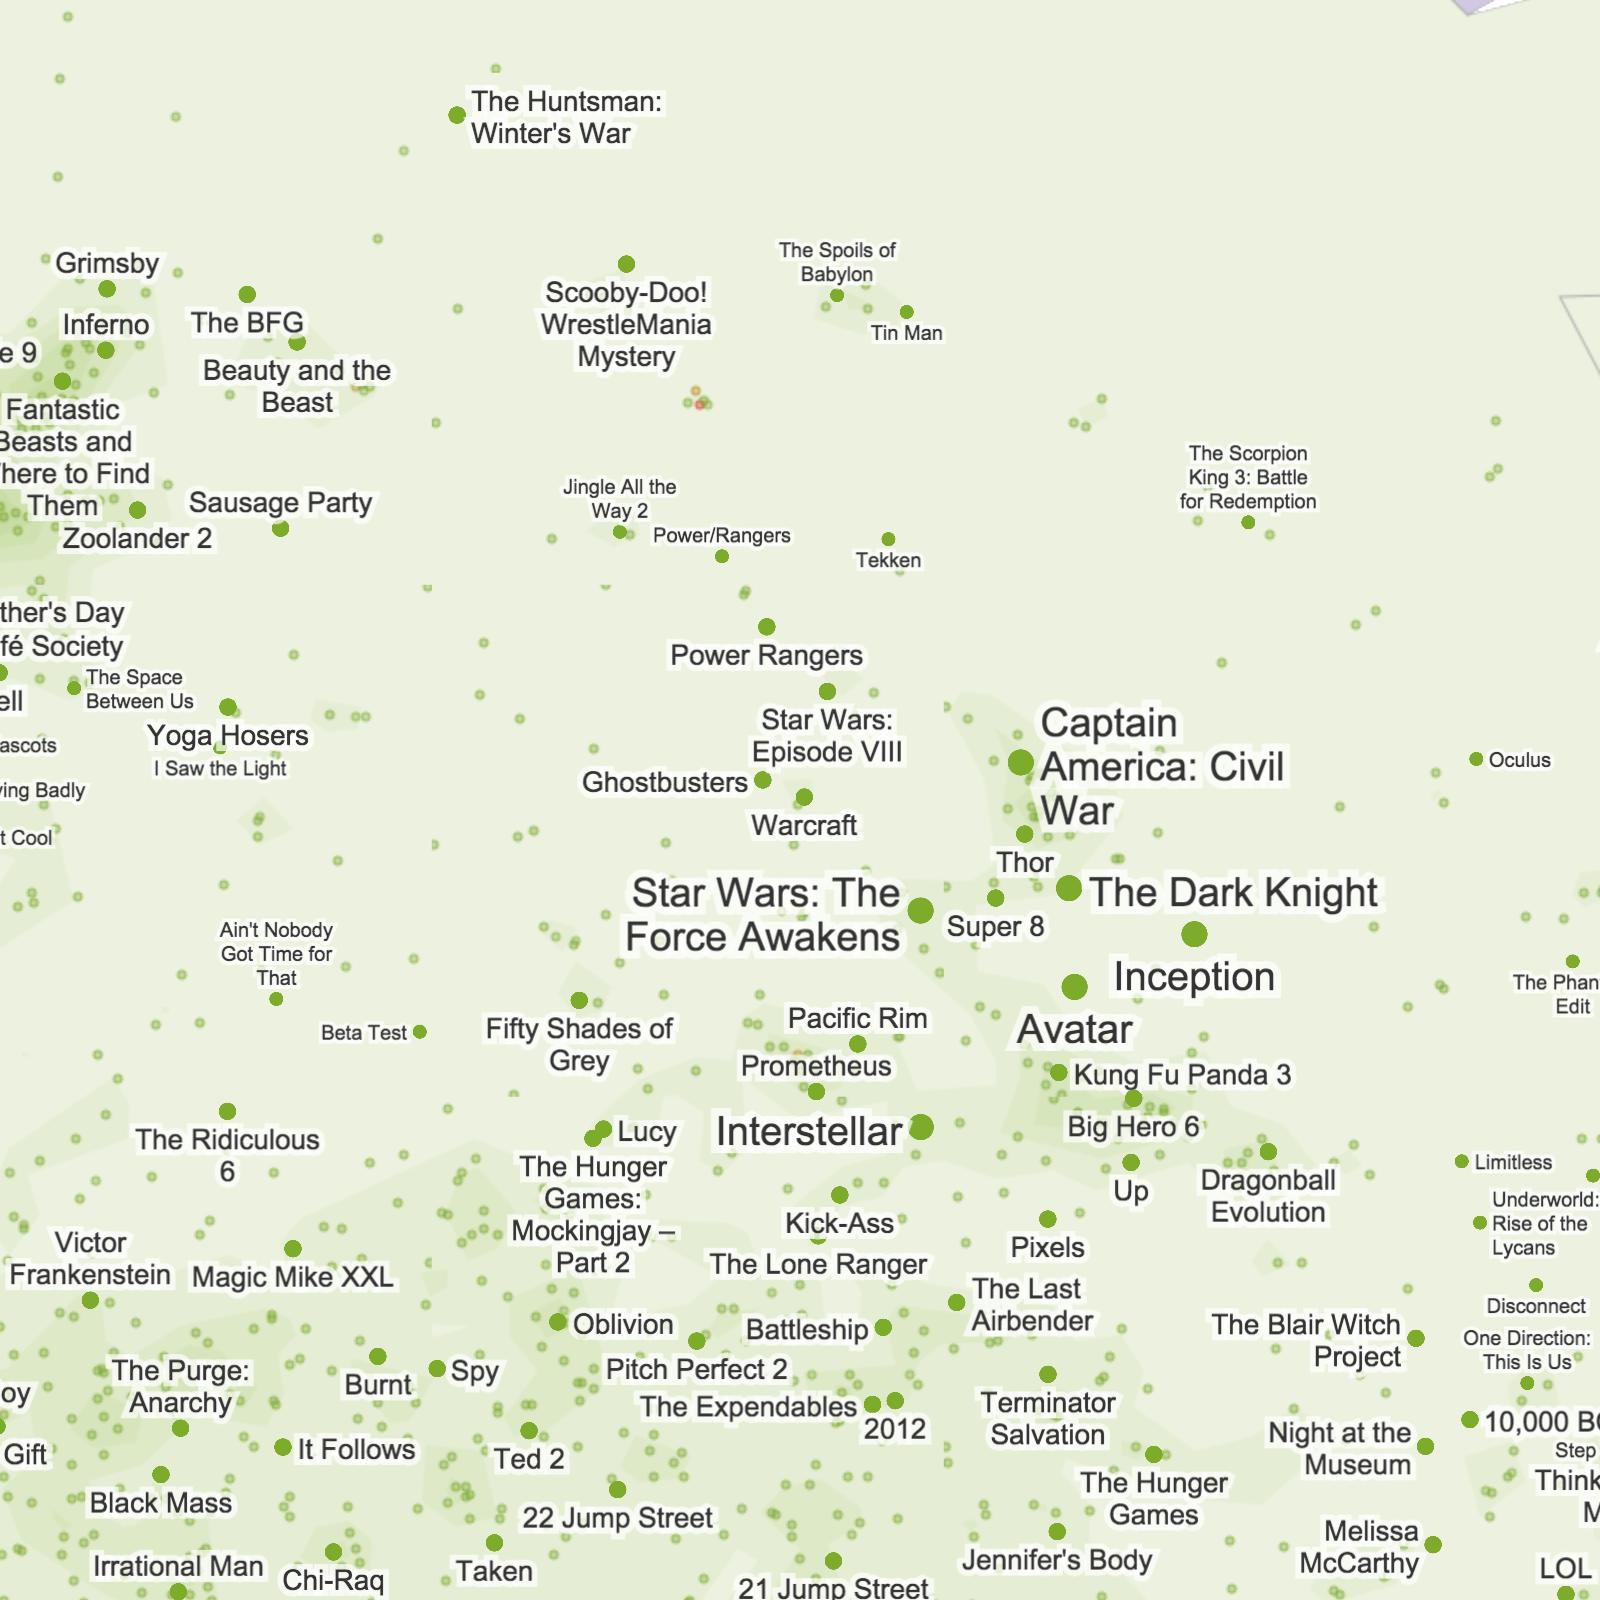 The Huntsman:
Winter's War
Grimsby
The Spoils of
Babylon
Inferno
The BFG
Scooby-Doo!
WrestleMania
Mystery
Tin Man
e 9
Beauty and the
Beast
Fantastic
Beasts and
here to Find
Them
Zoolander 2
Sausage Party
Jingle All the
Way 2
Power/Rangers
Tekken
The Scorpion
King 3: Battle
for Redemption
ther's Day
fé Society
The Space
Between Us
ell
Power Rangers
Star Wars:
Episode VIII
Captain
America: Civil
War
Yoga Hosers
I Saw the Light
ascots
ving Badly
t Cool
Ghostbusters
Warcraft
Oculus
Thor
Star Wars: The
Force Awakens
The Dark Knight
Super 8
Inception
Ain't Nobody
Got Time for
That
The Phan
Edit
Beta Test
Fifty Shades of
Grey
Pacific Rim
Avatar
Prometheus
Kung Fu Panda 3
Big Hero 6
The Ridiculous
6
Lucy
Interstellar
The Hunger
Games:
Mockingjay –
Part 2
Up
Dragonball
Evolution
Limitless
Underworld:
Rise of the
Lycans
Kick-Ass
The Lone Ranger
Pixels
Victor
Frankenstein
Magic Mike XXL
The Last
Airbender
Disconnect
Oblivion
Pitch Perfect 2
Battleship
The Blair Witch
Project
One Direction:
This Is Us
The Purge:
Anarchy
Burnt
Spy
oy
The Expendables
2012
Terminator
Salvation
10,000 BC
Gift
It Follows
Ted 2
Night at the
Museum
Step
Think
M
Black Mass
The Hunger
Games
22 Jump Street
Melissa
McCarthy
Irrational Man
Chi-Raq
Taken
21 Jump Street
Jennifer's Body
LOL